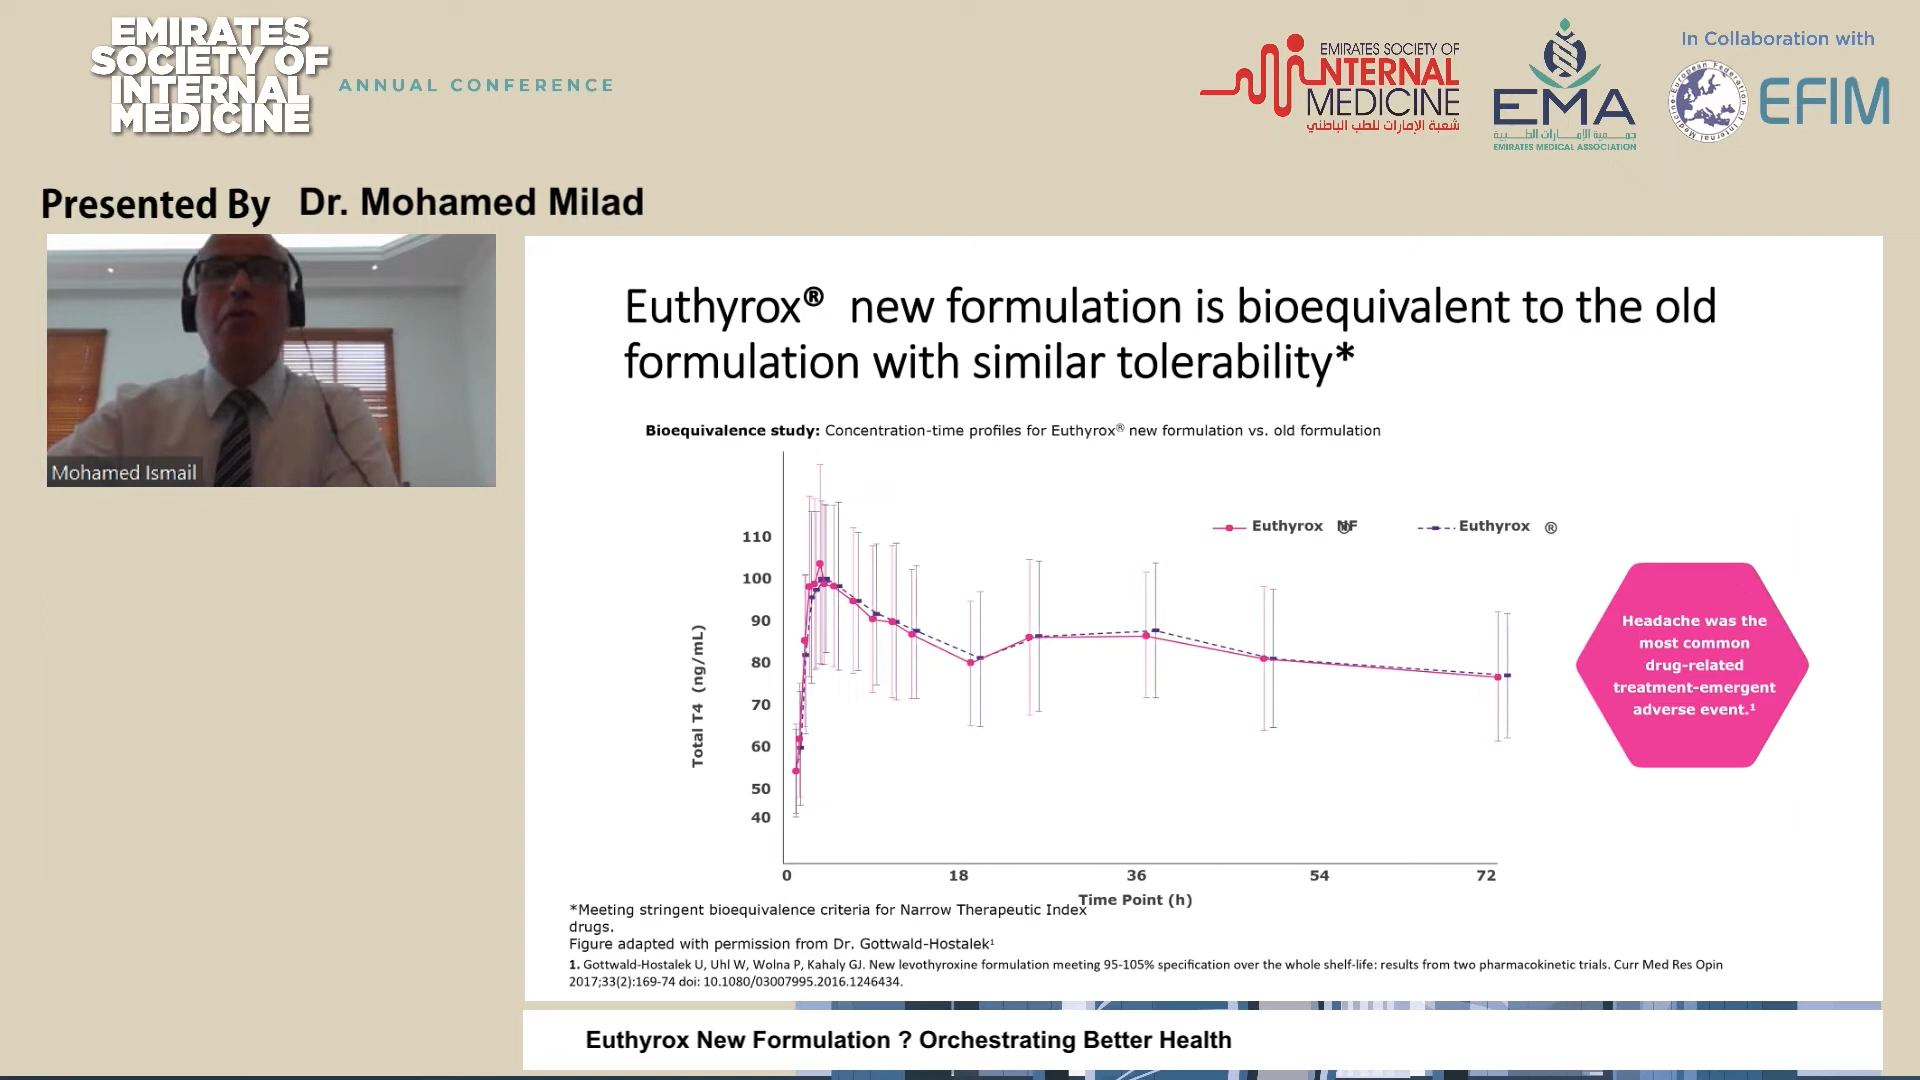 EMIRATES
SOCIETY OF
INTERNAL
MEDICINE
ANNUAL CONFERENCE
EMIRATES SOCIETY OF
INTERNAL
MEDICINE
شعبة الإمارات للطب الباطني
EMA
جمعية الإمارات الطبية
EMIRATES MEDICAL ASSOCIATION
In Collaboration with
European Federation of Internal Medicine
EFIM
Presented By Dr. Mohamed Milad
Mohamed Ismail
Euthyrox® new formulation is bioequivalent to the old
formulation with similar tolerability*
Bioequivalence study: Concentration-time profiles for Euthyrox® new formulation vs. old formulation
Euthyrox NF ®
Euthyrox ®
110
100
90
80
70
60
50
40
Total T4 (ng/mL)
0 18 36 54 72
Time Point (h)
Headache was the
most common
drug-related
treatment-emergent
adverse event.¹
*Meeting stringent bioequivalence criteria for Narrow Therapeutic Index
drugs.
Figure adapted with permission from Dr. Gottwald-Hostalek¹
1. Gottwald-Hostalek U, Uhl W, Wolna P, Kahaly GJ. New levothyroxine formulation meeting 95-105% specification over the whole shelf-life: results from two pharmacokinetic trials. Curr Med Res Opin
2017;33(2):169-74 doi: 10.1080/03007995.2016.1246434.
Euthyrox New Formulation ? Orchestrating Better Health